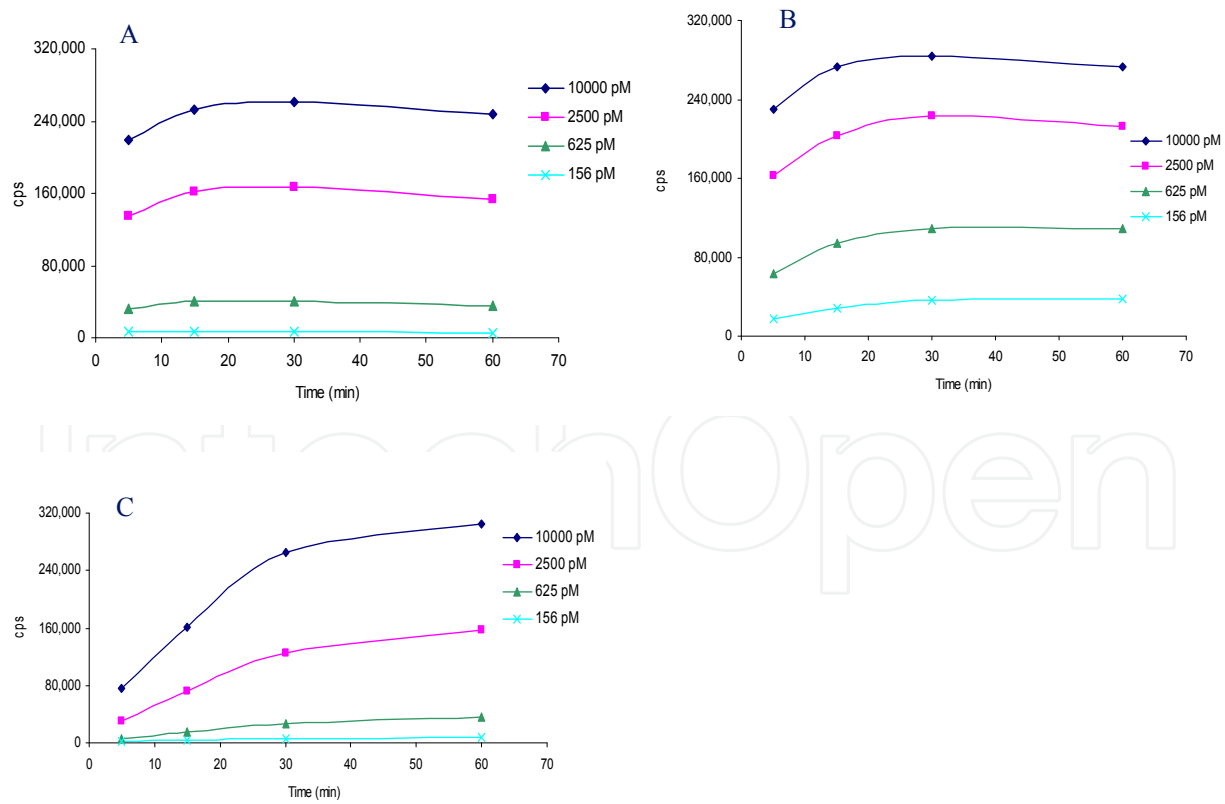 A
320,000
240,000
160,000
80,000
0
cps
0 10 20 30 40 50 60 70
Time (min)
10000 pM
2500 pM
625 pM
156 pM
B
320,000
240,000
160,000
80,000
0
cps
0 10 20 30 40 50 60 70
Time (min)
10000 pM
2500 pM
625 pM
156 pM
IntechOpen
C
320,000
240,000
160,000
80,000
0
cps
0 10 20 30 40 50 60 70
Time (min)
10000 pM
2500 pM
625 pM
156 pM